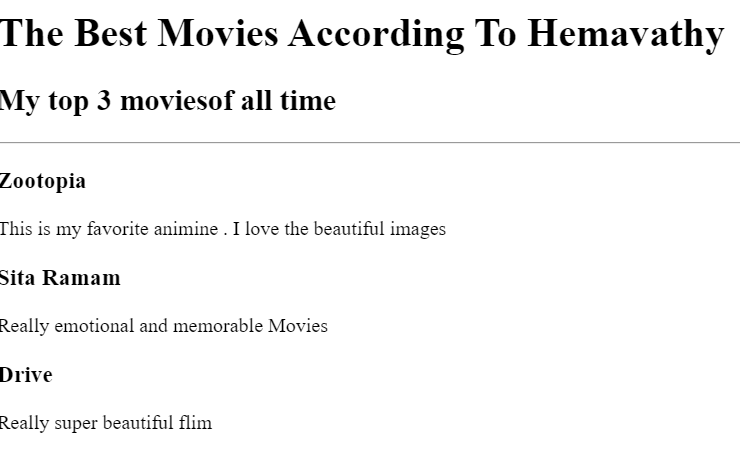 The Best Movies According To Hemavathy
My top 3 moviesof all time
Zootopia
This is my favorite animine . I love the beautiful images
Sita Ramam
Really emotional and memorable Movies
Drive
Really super beautiful flim